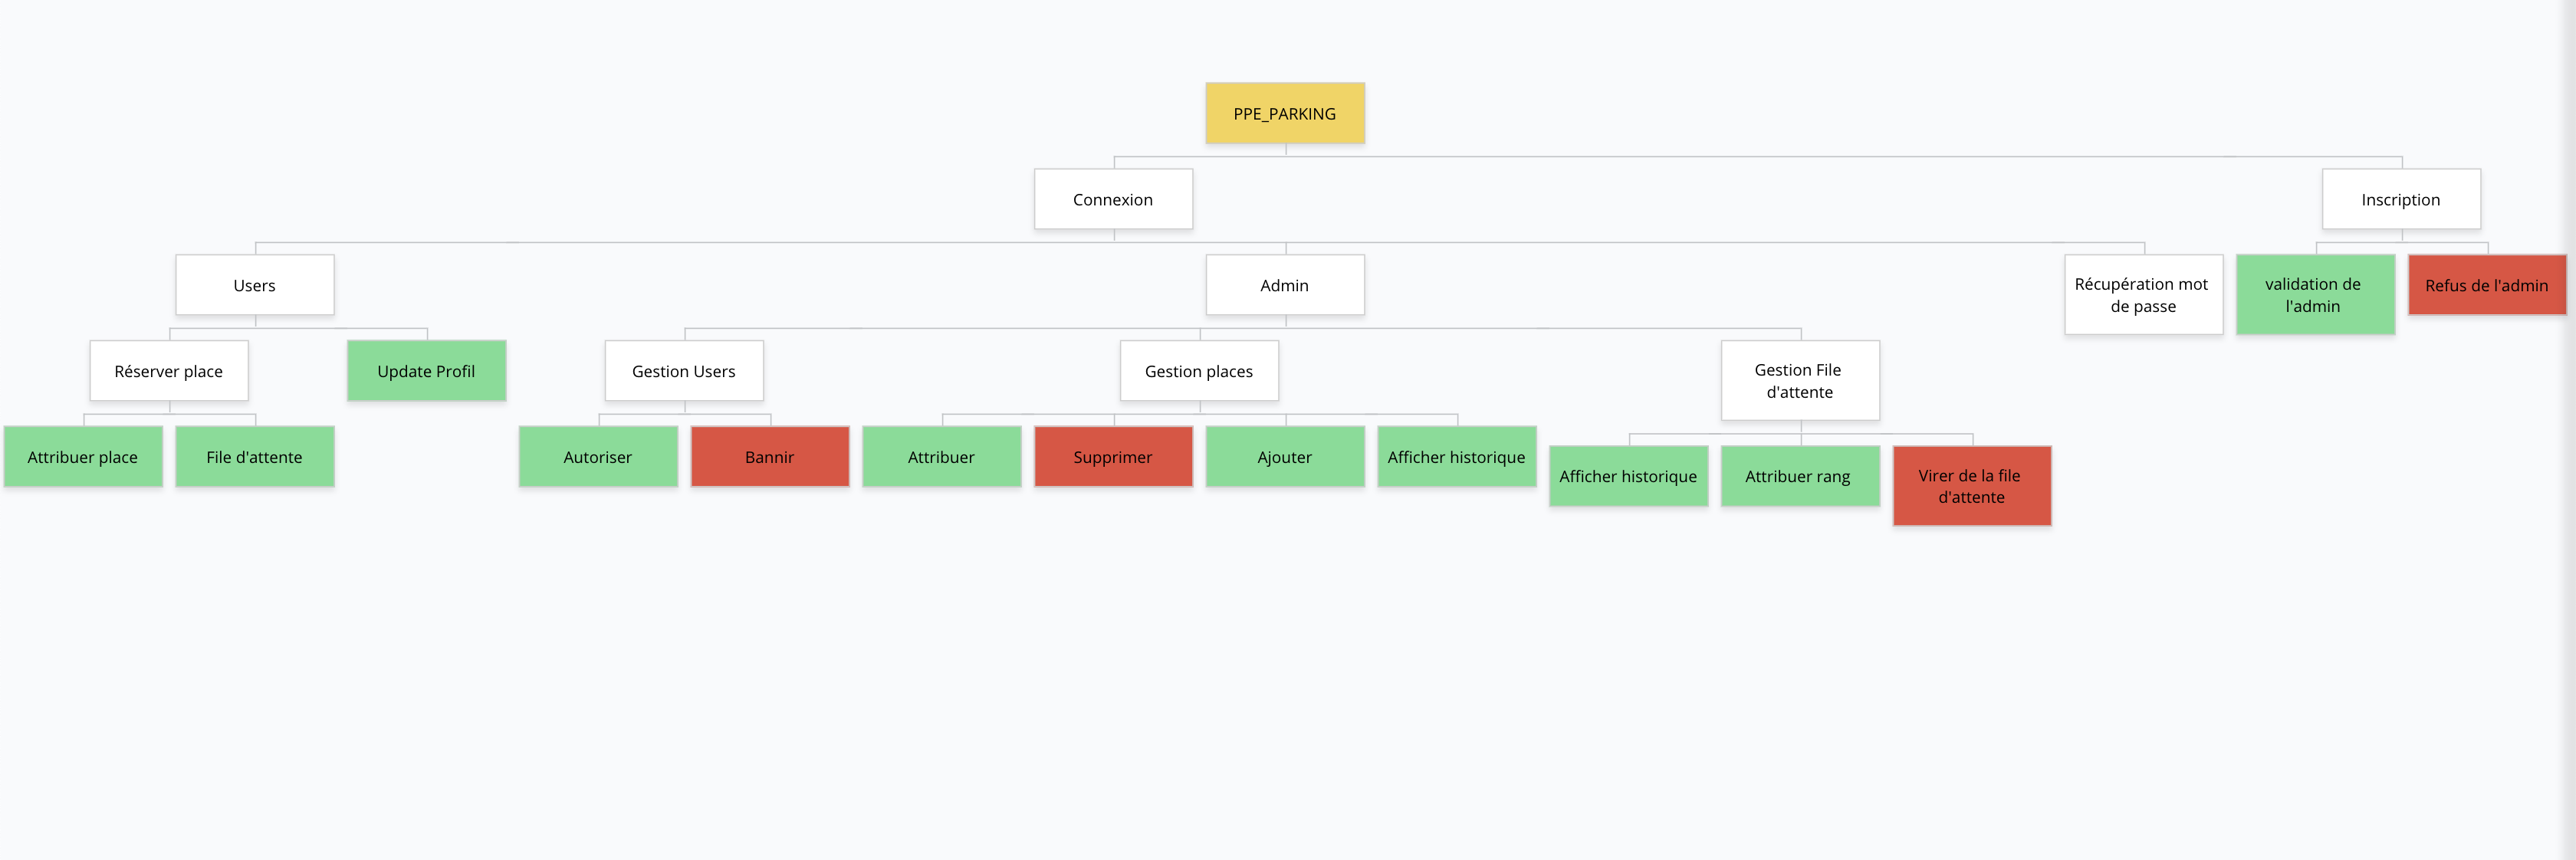 PPE_PARKING
Connexion
Inscription
Users
Admin
Récupération mot
de passe
validation de
l'admin
Refus de l'admin
Réserver place
Update Profil
Gestion Users
Gestion places
Gestion File
d'attente
Attribuer place
File d'attente
Autoriser
Bannir
Attribuer
Supprimer
Ajouter
Afficher historique
Afficher historique
Attribuer rang
Virer de la file
d'attente